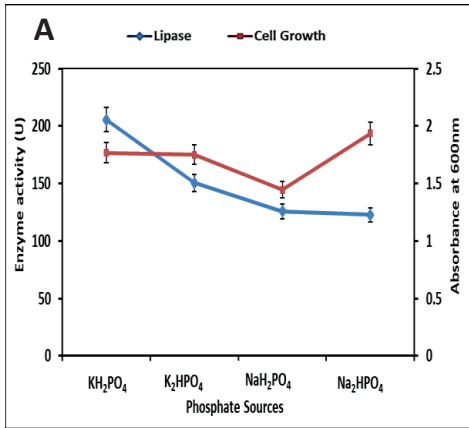 A
Lipase Cell Growth
250 2.5
200 2
150 1.5
100 1
50 0.5
0 0
Enzyme activity (U)
Absorbance at 600nm
KH₂PO₄ K₂HPO₄ NaH₂PO₄ Na₂HPO₄
Phosphate Sources